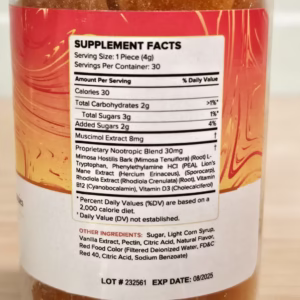 SUPPLEMENT FACTS
Serving Size: 1 Piece (4g)
Servings Per Container: 30
Amount Per Serving % Daily Value
Calories 30
Total Carbohydrates 2g >1%*
Total Sugars 3g 1%*
Added Sugars 2g 4%
Muscimol Extract 8mg †
Proprietary Nootropic Blend 30mg †
Mimosa Hostilis Bark (Mimosa Tenuiflora) (Root) L-
Tryptophan, Phenylethylamine HCl (PEA), Lion's
Mane Extract (Hercium Erinaceus), (Sporocarp),
Rhodiola Extract (Rhodiola Crenulata) (Root), Vitamin
B12 (Cyanocobalamin), Vitamin D3 (Cholecalciferol)
* Percent Daily Values (%DV) are based on a
2,000 calorie diet.
† Daily Value (DV) not established.
OTHER INGREDIENTS: Sugar, Light Corn Syrup,
Vanilla Extract, Pectin, Citric Acid, Natural Flavor,
Red Food Color (Filtered Deionized Water, FD&C
Red 40, Citric Acid, Sodium Benzoate)
LOT # 232561 EXP DATE: 08/2025